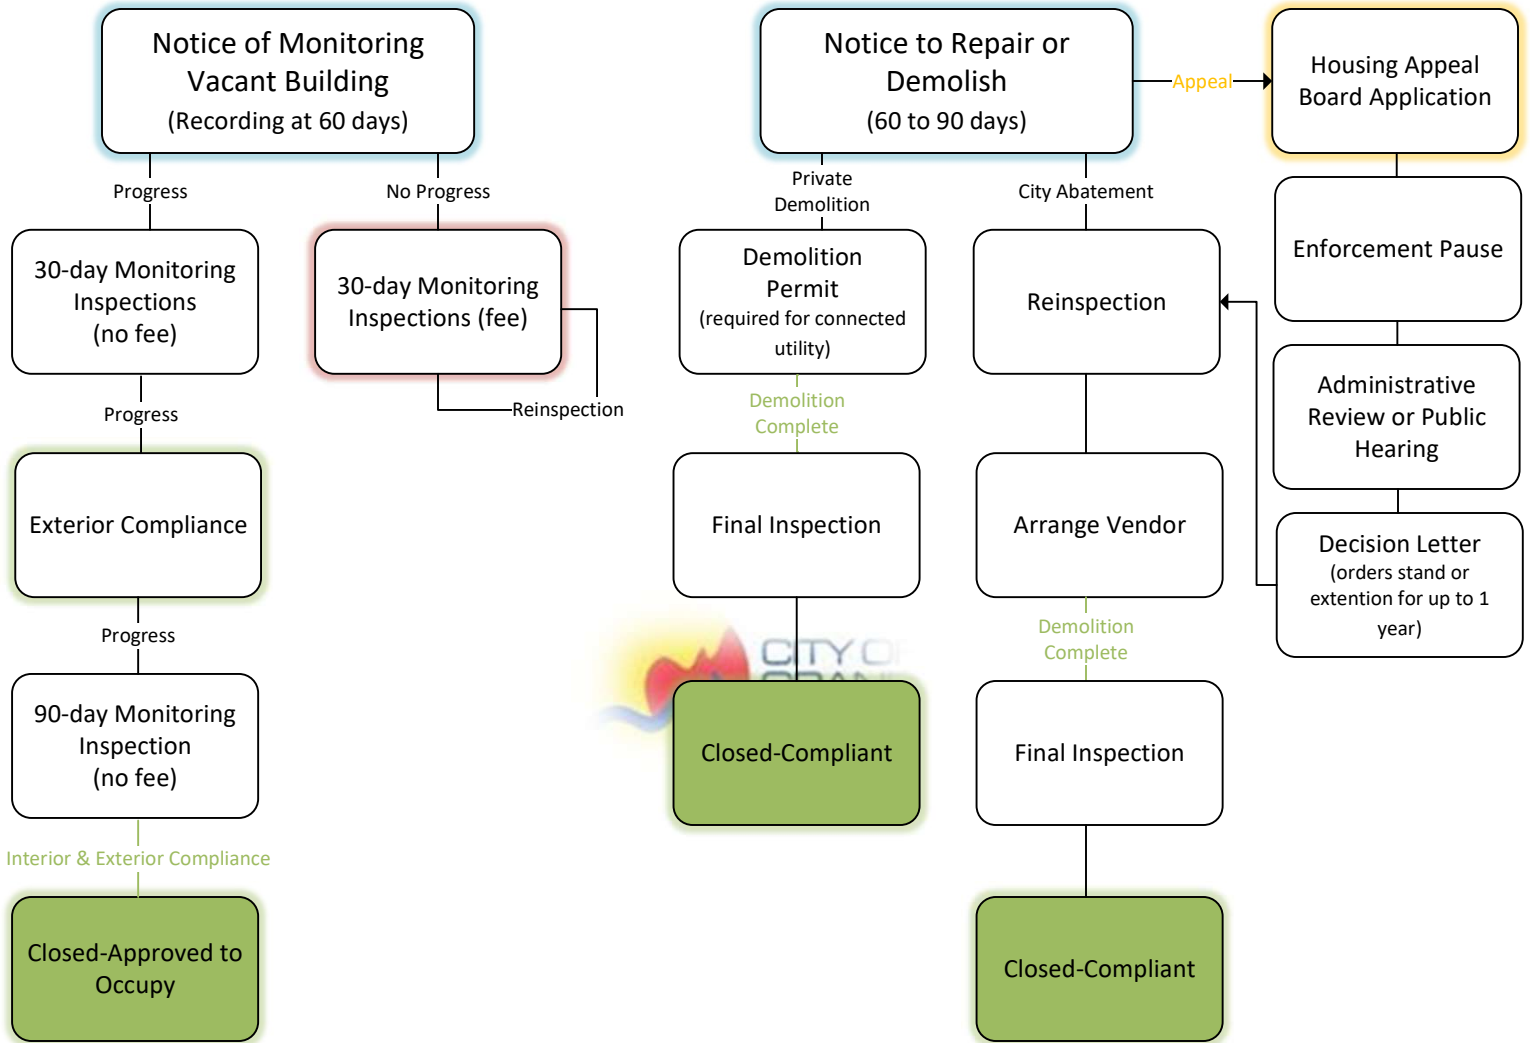 Notice of Monitoring
Vacant Building
(Recording at 60 days)
Progress
No Progress
30-day Monitoring
Inspections
(no fee)
30-day Monitoring
Inspections (fee)
Reinspection
Progress
Exterior Compliance
Progress
90-day Monitoring
Inspection
(no fee)
Interior & Exterior Compliance
Closed-Approved to
Occupy
Notice to Repair or
Demolish
(60 to 90 days)
Appeal
Private
Demolition
City Abatement
Demolition
Permit
(required for connected
utility)
Demolition
Complete
Final Inspection
CITY OF
Closed-Compliant
Reinspection
Arrange Vendor
Demolition
Complete
Final Inspection
Closed-Compliant
Housing Appeal
Board Application
Enforcement Pause
Administrative
Review or Public
Hearing
Decision Letter
(orders stand or
extention for up to 1
year)